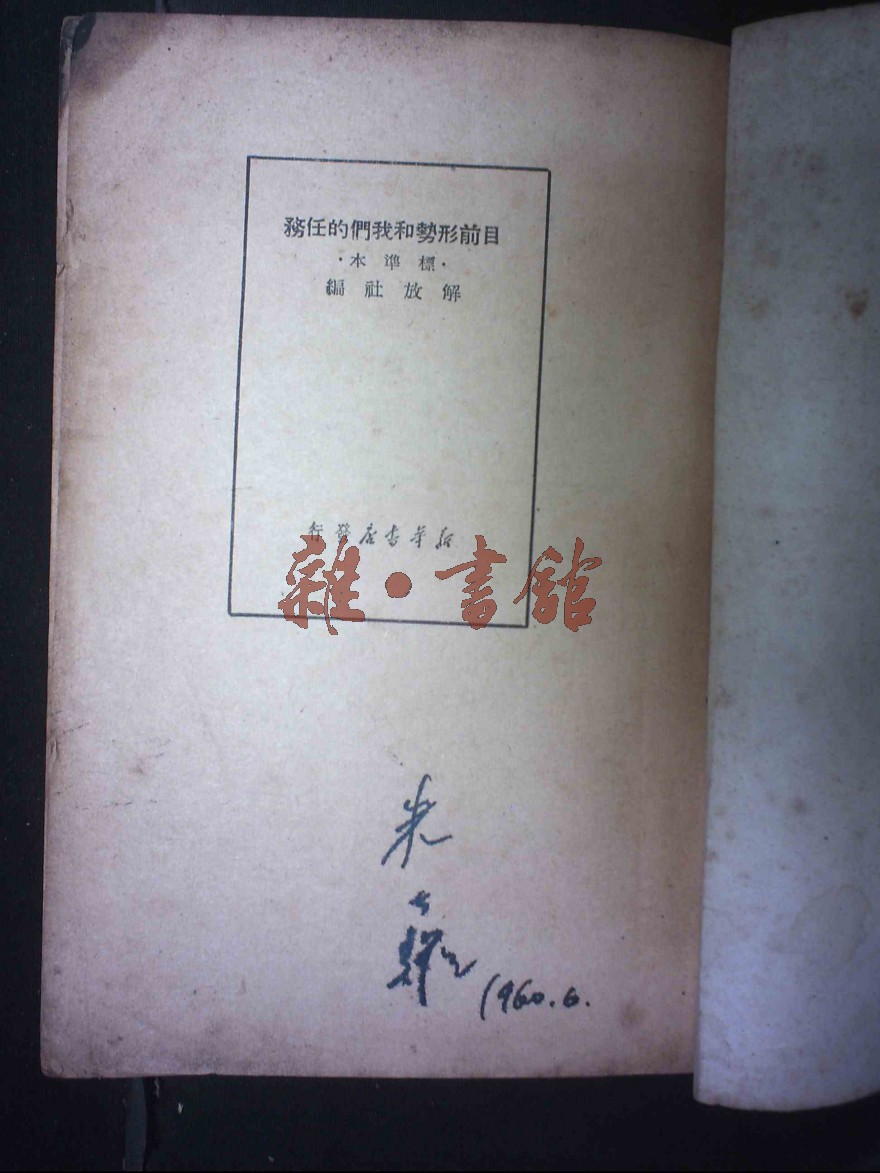 目前形勢和我們的任務
·標準本·
解放社編
新華書店發行
雜·書館
1960.6.